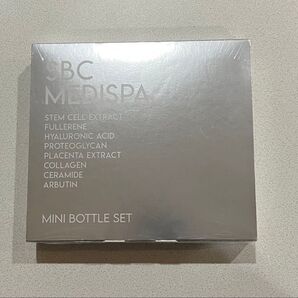 SBC
MEDISPA
STEM CELL EXTRACT
FULLERENE
HYALURONIC ACID
PROTEOGLYCAN
PLACENTA EXTRACT
COLLAGEN
CERAMIDE
ARBUTIN
MINI BOTTLE SET